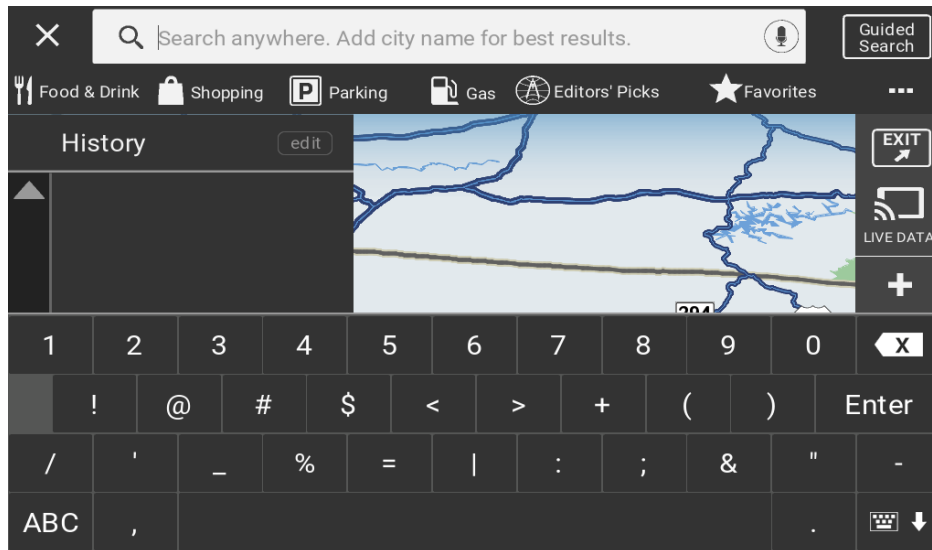 Search anywhere. Add city name for best results.
Guided
Search
Food & Drink P Shopping Parking Gas Editors' Picks Favorites ...
History edit
EXIT
LIVE DATA
+
1 2 3 4 5 6 7 8 9 0 X
! @ # $ < > + ( ) Enter
/ ' _ % = | : ; & " -
ABC , .